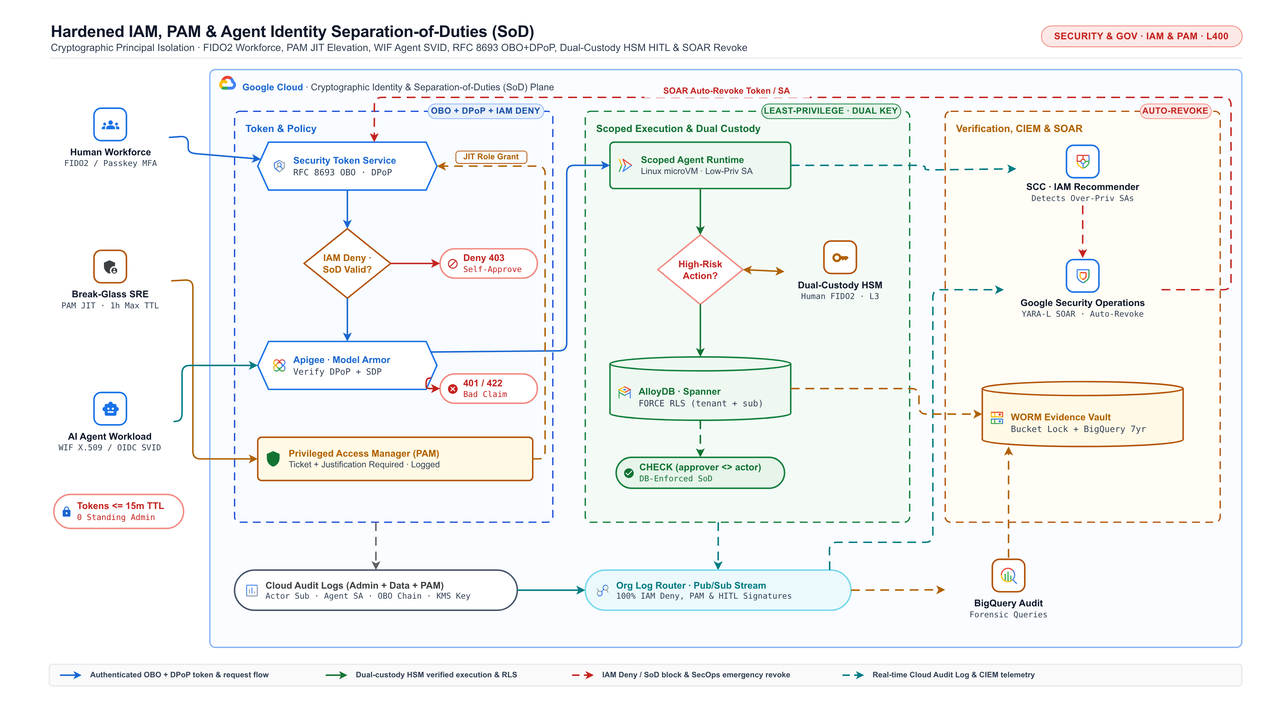 Hardened IAM, PAM & Agent Identity Separation-of-Duties (SoD)
Cryptographic Principal Isolation · FIDO2 Workforce, PAM JIT Elevation, WIF Agent SVID, RFC 8693 OBO+DPoP, Dual-Custody HSM HITL & SOAR Revoke
SECURITY & GOV · IAM & PAM · L400
Google Cloud · Cryptographic Identity & Separation-of-Duties (SoD) Plane
SOAR Auto-Revoke Token / SA
Human Workforce
FIDO2 / Passkey MFA
Break-Glass SRE
PAM JIT · 1h Max TTL
AI Agent Workload
WIF X.509 / OIDC SVID
Tokens <= 15m TTL
0 Standing Admin
OBO + DPoP + IAM DENY
Token & Policy
Security Token Service
RFC 8693 OBO · DPoP
JIT Role Grant
IAM Deny ·
SoD Valid?
Deny 403
Self-Approve
Apigee · Model Armor
Verify DPoP + SDP
401 / 422
Bad Claim
Privileged Access Manager (PAM)
Ticket + Justification Required · Logged
LEAST-PRIVILEGE · DUAL KEY
Scoped Execution & Dual Custody
Scoped Agent Runtime
Linux microVM · Low-Priv SA
High-Risk
Action?
Dual-Custody HSM
Human FIDO2 · L3
AlloyDB · Spanner
FORCE RLS (tenant + sub)
CHECK (approver <> actor)
DB-Enforced SoD
AUTO-REVOKE
Verification, CIEM & SOAR
SCC · IAM Recommender
Detects Over-Priv SAs
Google Security Operations
YARA-L SOAR · Auto-Revoke
WORM Evidence Vault
Bucket Lock + BigQuery 7yr
Cloud Audit Logs (Admin + Data + PAM)
Actor Sub · Agent SA · OBO Chain · KMS Key
Org Log Router · Pub/Sub Stream
100% IAM Deny, PAM & HITL Signatures
BigQuery Audit
Forensic Queries
Authenticated OBO + DPoP token & request flow
Dual-custody HSM verified execution & RLS
IAM Deny / SoD block & SecOps emergency revoke
Real-time Cloud Audit Log & CIEM telemetry